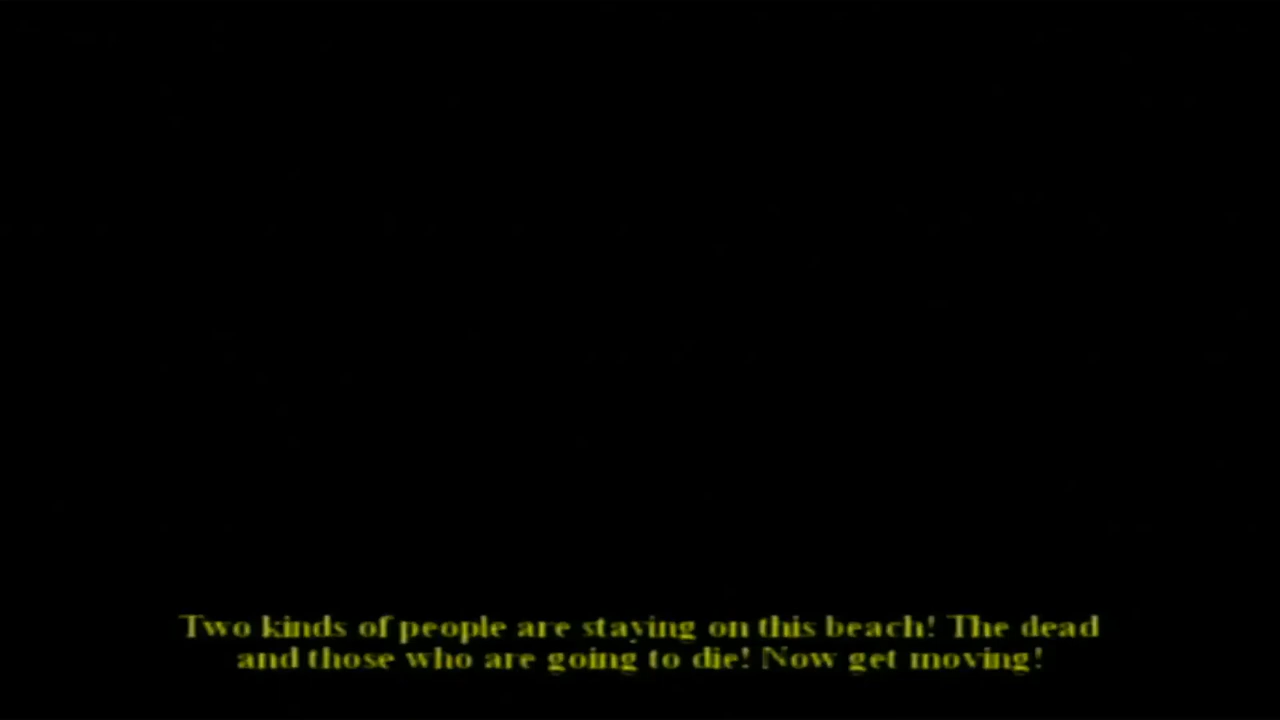 Two kinds of people are staying on this beach! The dead
and those who are going to die! Now get moving!